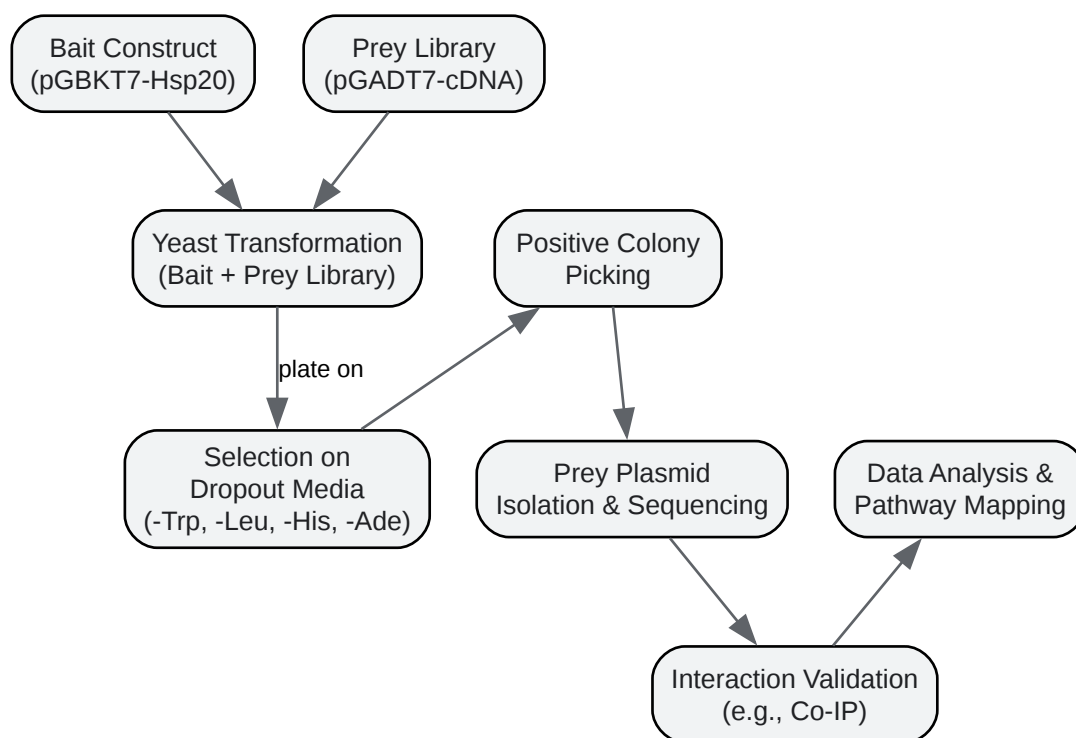 Bait Construct
(pGBKT7-Hsp20)
Prey Library
(pGADT7-cDNA)
Yeast Transformation
(Bait + Prey Library)
Positive Colony
Picking
plate on
Selection on
Dropout Media
(-Trp, -Leu, -His, -Ade)
Prey Plasmid
Isolation & Sequencing
Data Analysis &
Pathway Mapping
Interaction Validation
(e.g., Co-IP)